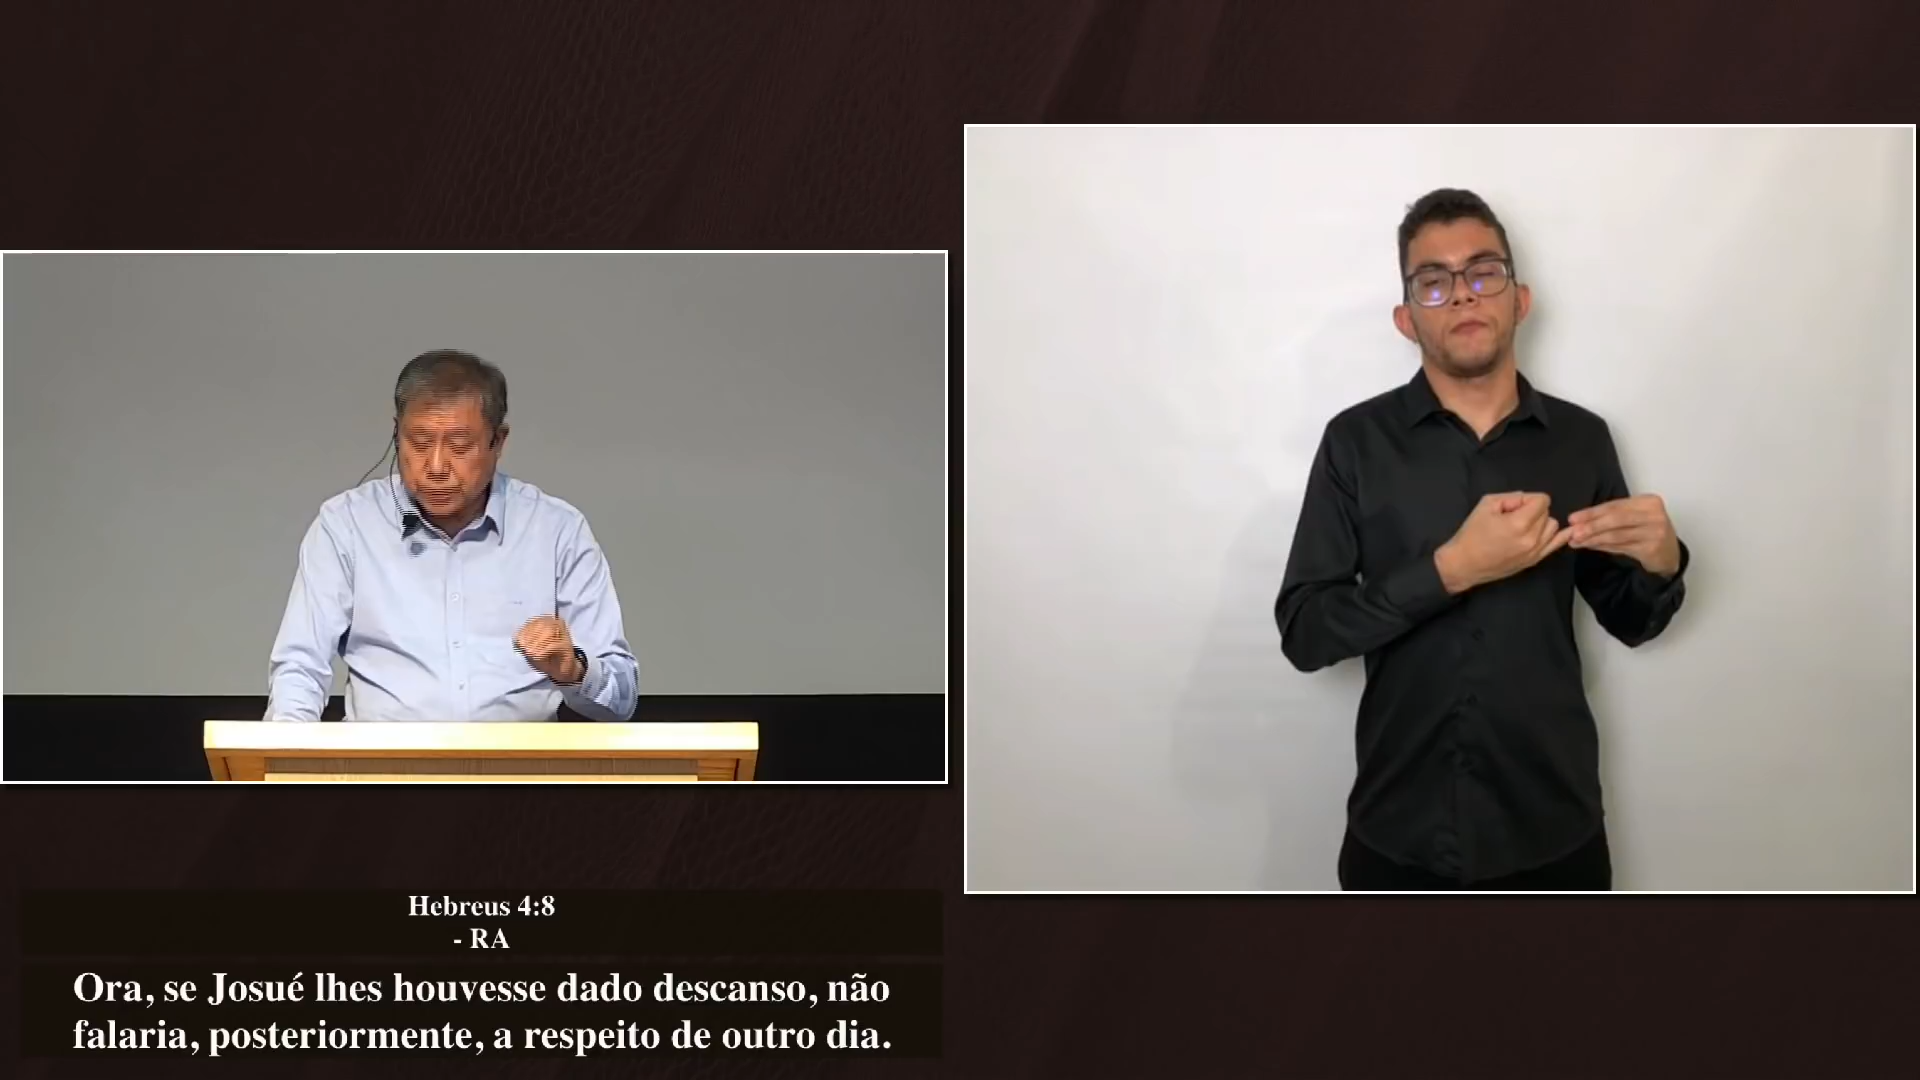 Hebreus 4:8
- RA
Ora, se Josué lhes houvesse dado descanso, não
falaria, posteriormente, a respeito de outro dia.